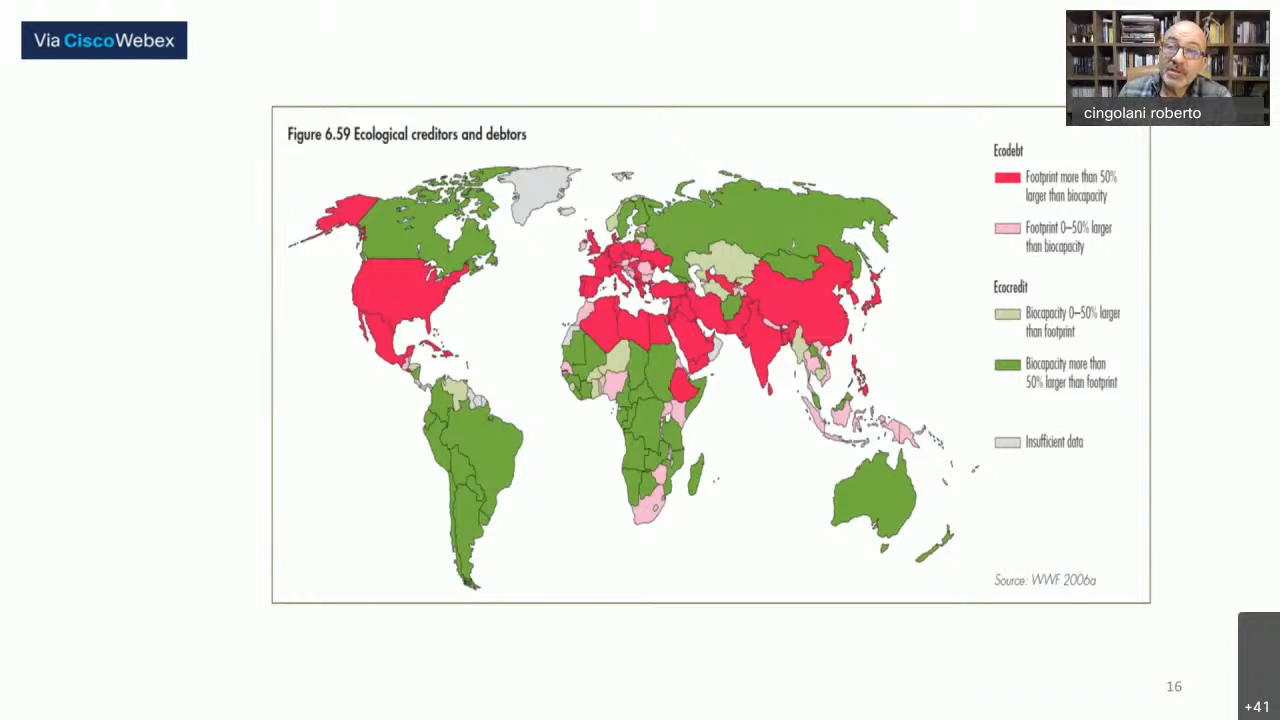 Via CiscoWebex
cingolani roberto
Figure 6.59 Ecological creditors and debtors
Ecodebt
Footprint more than 50%
larger than biocapacity
Footprint 0–50% larger
than biocapacity
Ecocredit
Biocapacity 0–50% larger
than footprint
Biocapacity more than
50% larger than footprint
Insufficient data
Source: WWF 2006a
16
+41